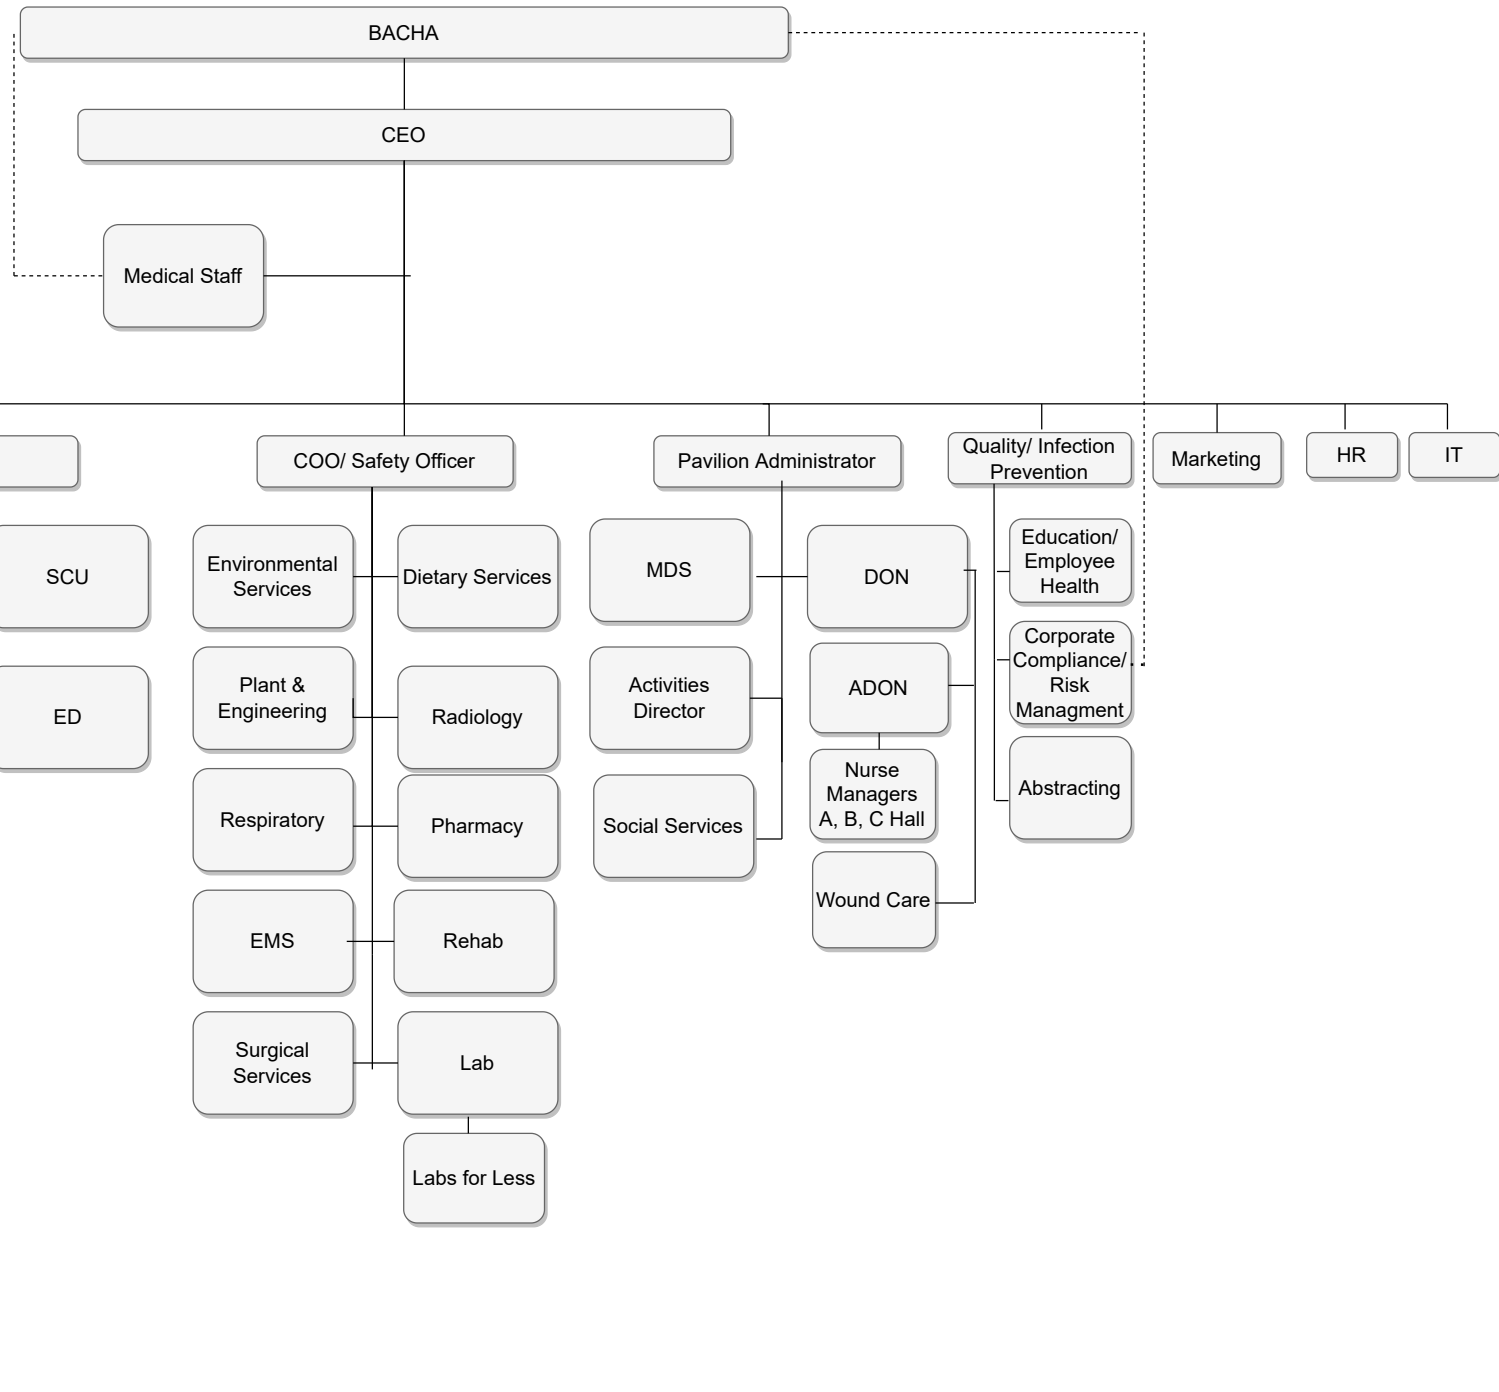 BACHA
CEO
Medical Staff
COO/ Safety Officer
Pavilion Administrator
Quality/ Infection
Prevention
Marketing
HR
IT
SCU
ED
Environmental
Services
Dietary Services
Plant &
Engineering
Radiology
Respiratory
Pharmacy
EMS
Rehab
Surgical
Services
Lab
Labs for Less
MDS
DON
Activities
Director
ADON
Social Services
Nurse
Managers
A, B, C Hall
Wound Care
Education/
Employee
Health
Corporate
Compliance/
Risk
Managment
Abstracting